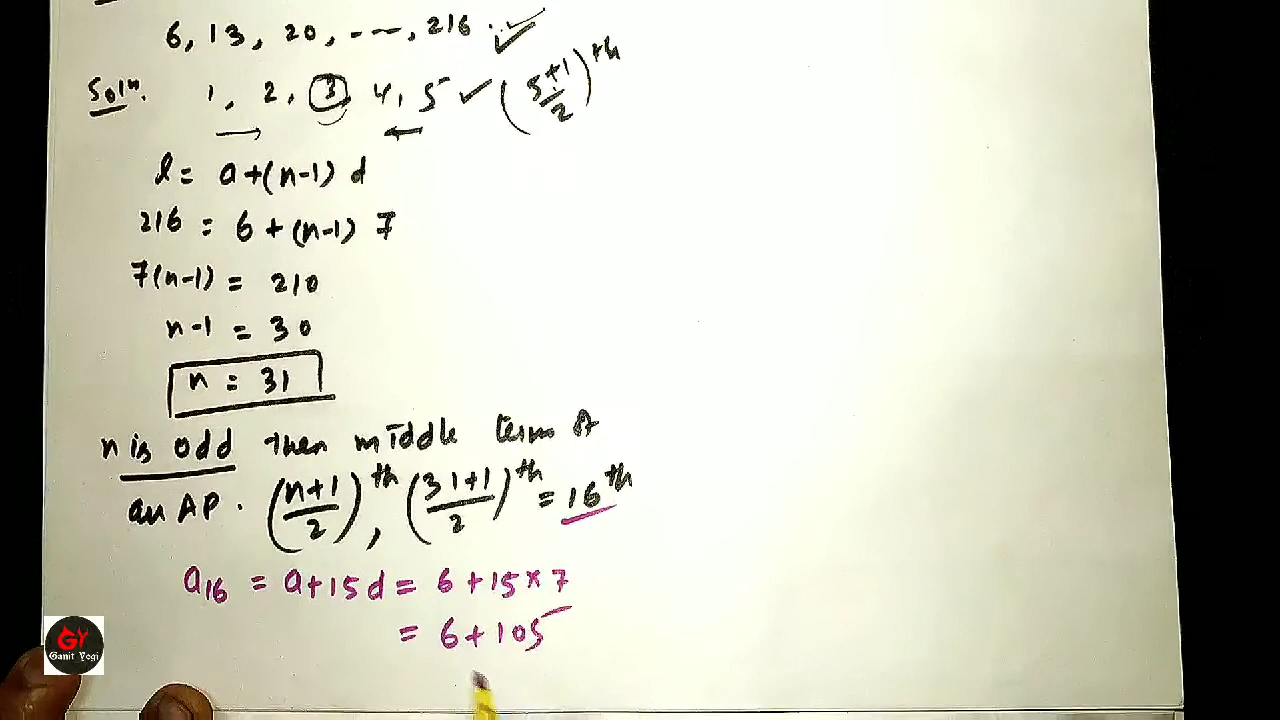 6, 13, 20, ----, 216.
Soln. 1, 2, 3, 4, 5 (5+1/2)th
l = a+(n-1) d
216 = 6 + (n-1) 7
7(n-1) = 210
n-1 = 30
n = 31
n is odd then middle term of
an AP. (n+1/2)th, (31+1/2)th = 16th
a16 = a+15d = 6+15×7
= 6+105
GY
Ganit Yogi